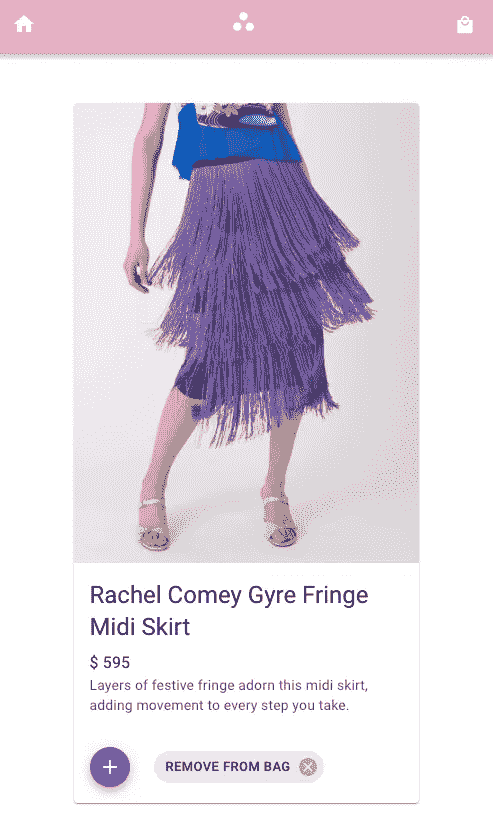 Rachel Comey Gyre Fringe
Midi Skirt
$ 595
Layers of festive fringe adorn this midi skirt,
adding movement to every step you take.
REMOVE FROM BAG